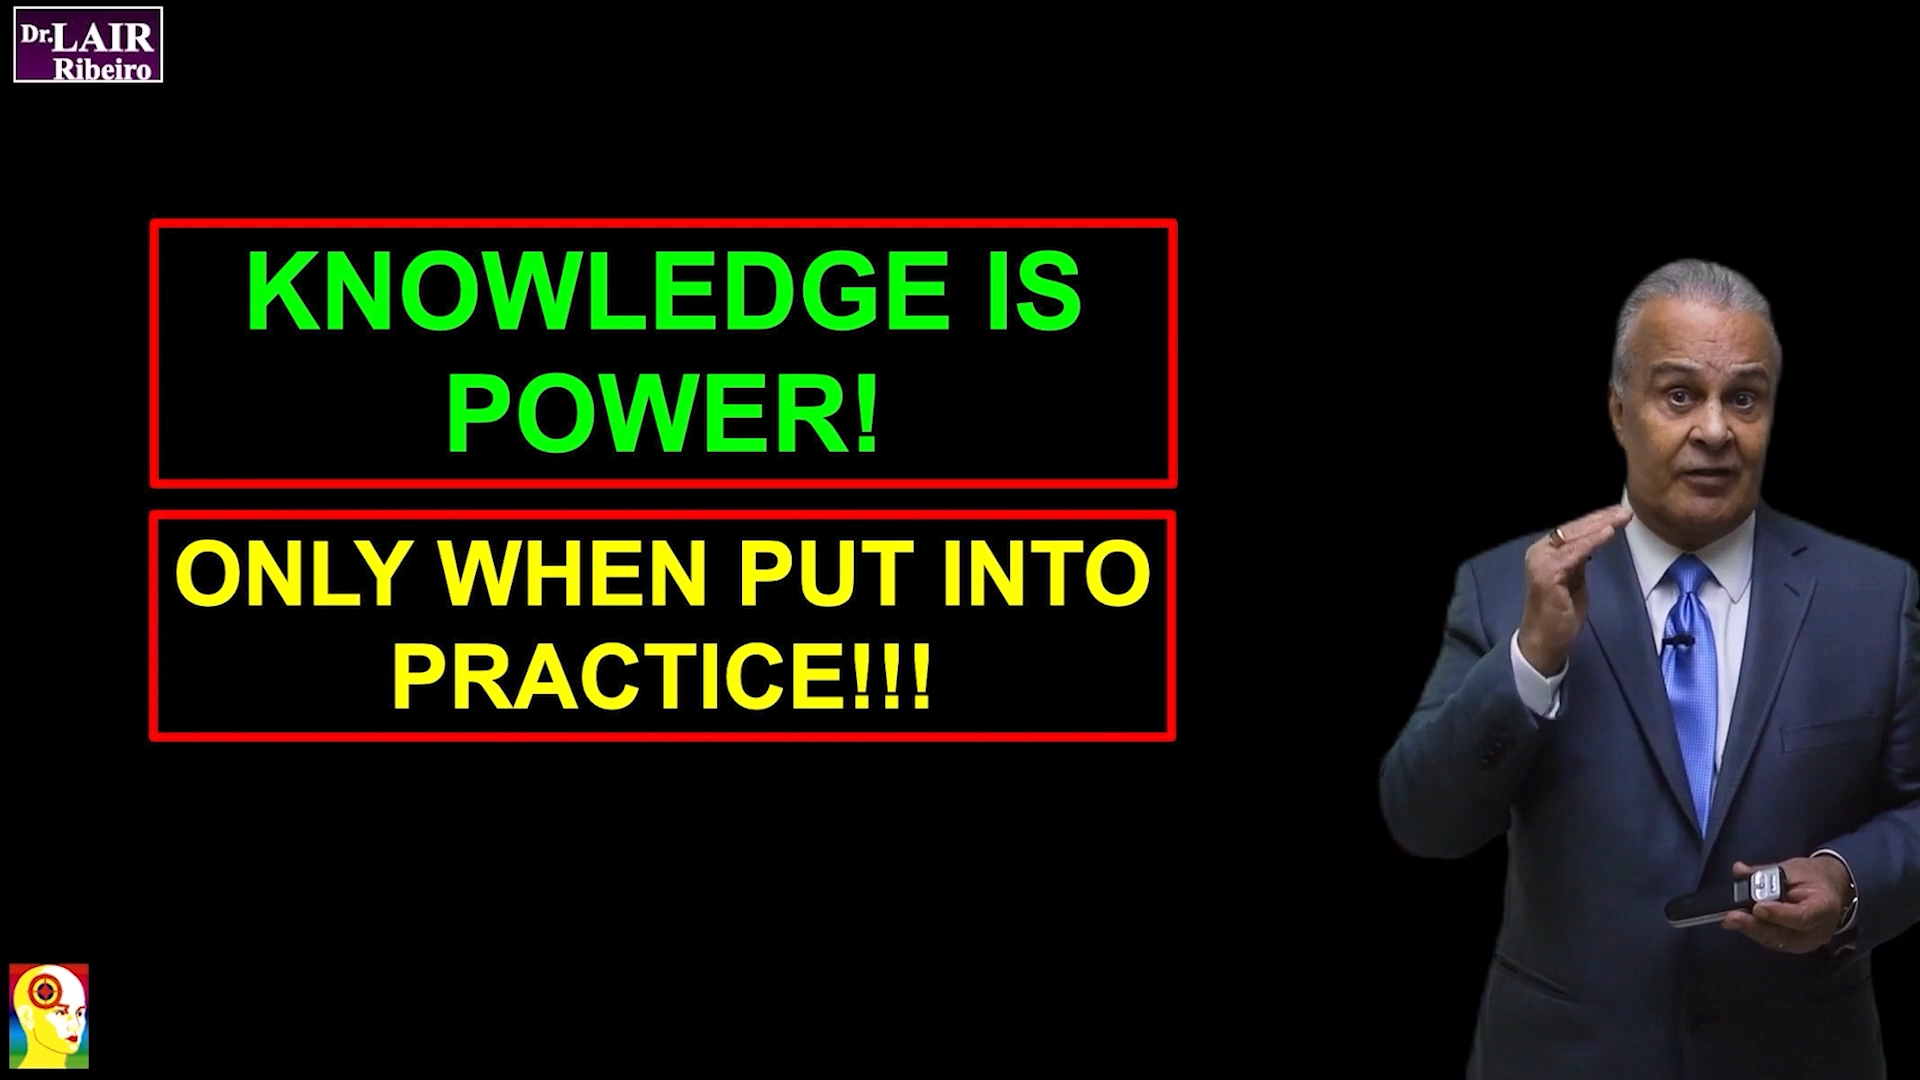 Dr.LAIR
Ribeiro
KNOWLEDGE IS
POWER!
ONLY WHEN PUT INTO
PRACTICE!!!